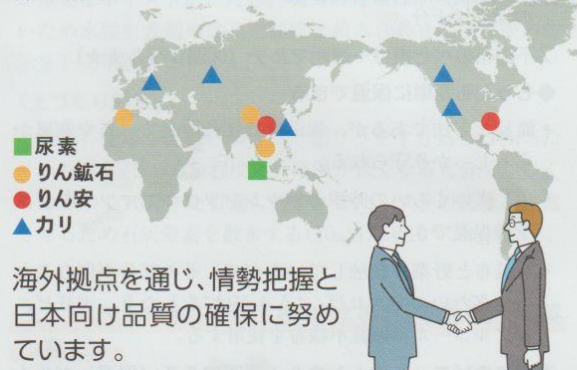 尿素
りん鉱石
りん安
カリ
海外拠点を通じ、情勢把握と
日本向け品質の確保に努め
ています。